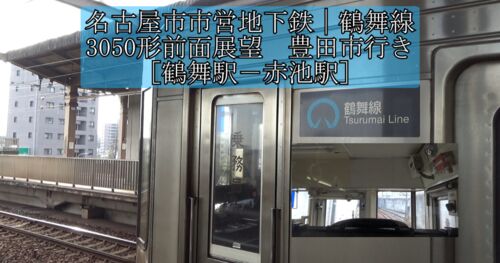 名古屋市市営地下鉄｜鶴舞線
3050形前面展望　豊田市行き
[鶴舞駅－赤池駅]
鶴舞線
Tsurumai Line
乗務